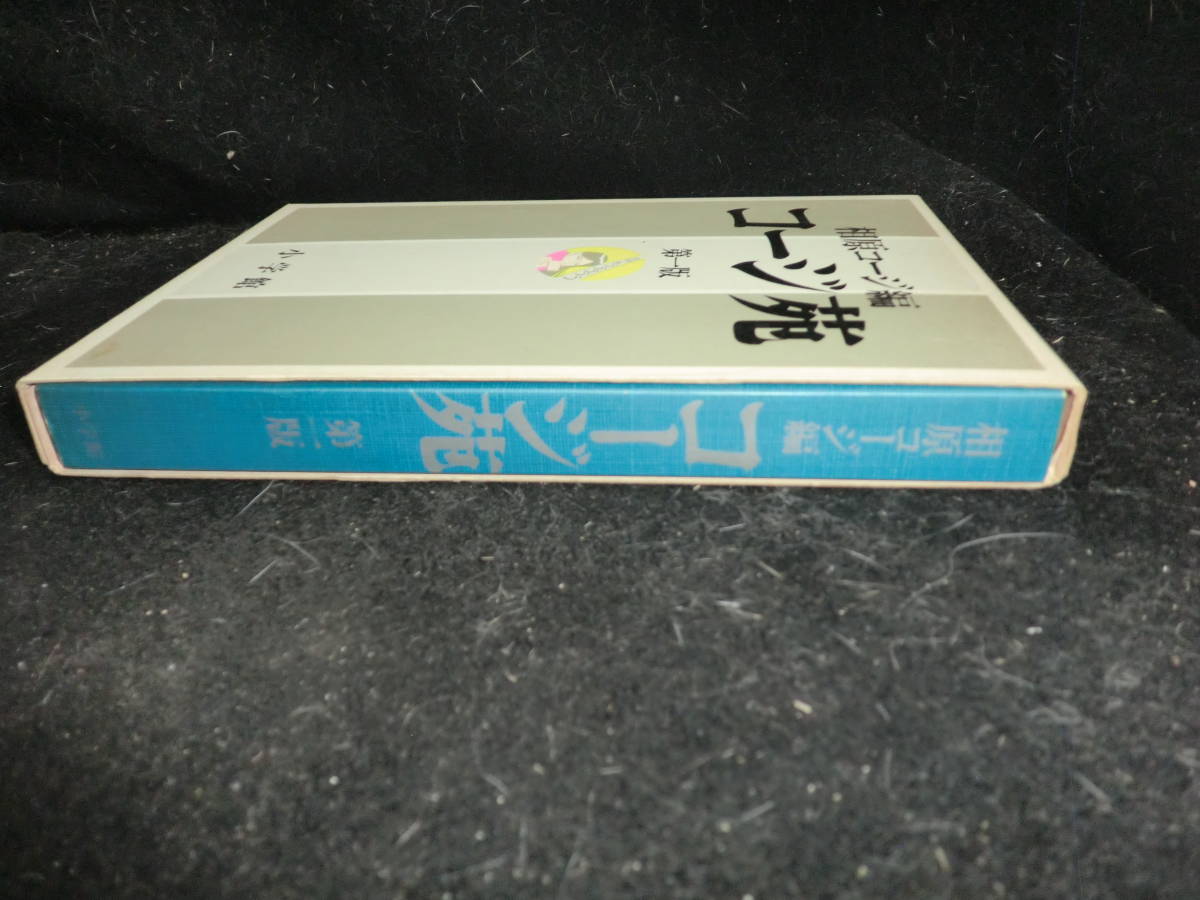 相原コージ編
コージ苑
第一版
小学館
相原コージ編
コージ苑
第一版
小学館